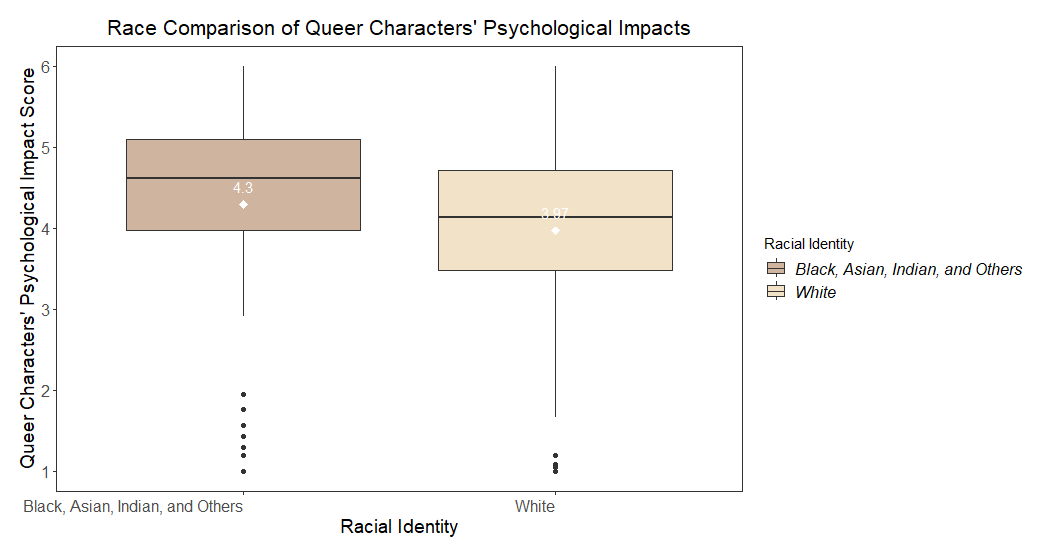 Race Comparison of Queer Characters' Psychological Impacts
Queer Characters' Psychological Impact Score
6
5
4
3
2
1
4.3
3.97
Black, Asian, Indian, and Others
White
Racial Identity
Racial Identity
Black, Asian, Indian, and Others
White